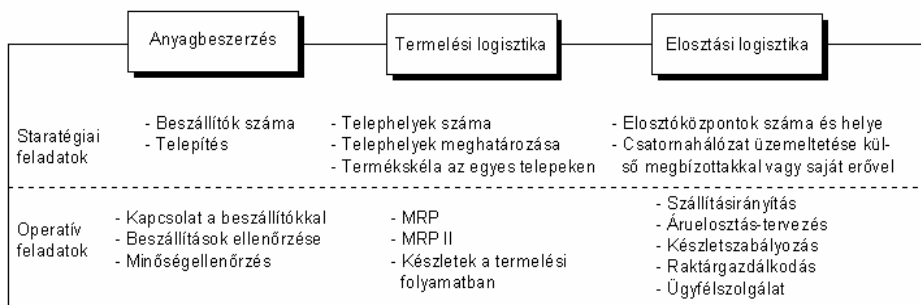 Anyagbeszerzés
Termelési logisztika
Elosztási logisztika
Staratégiai
feladatok
- Beszállítók száma
- Telepítés
- Telephelyek száma
- Telephelyek meghatározása
- Termékskéla az egyes telepeken
- Elosztóközpontok száma és helye
- Csatornahálózat üzemeltetése kül-
ső megbízottakkal vagy saját erővel
Operatív
feladatok
- Kapcsolat a beszállítókkal
- Beszállítások ellenőrzése
- Minőségellenőrzés
- MRP
- MRP II
- Készletek a termelési
folyamatban
- Szállításirányítás
- Áruelosztás-tervezés
- Készletszabályozás
- Raktárgazdálkodás
- Ügyfélszolgálat